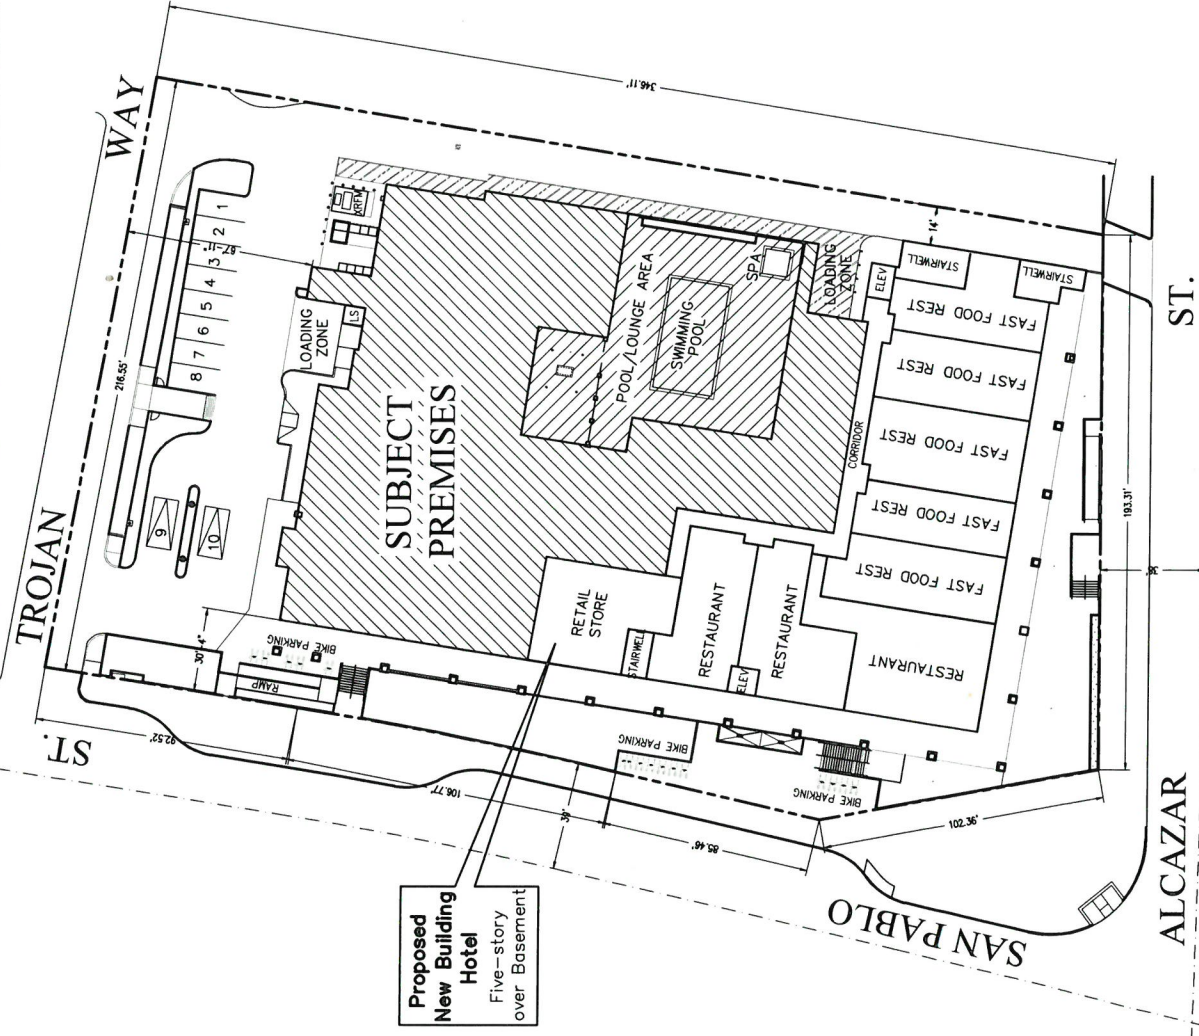 346.11'
TROJAN WAY
216.55'
67'-11"
1
2
3
4
5
6
7
8
9
10
XRFM
LOADING
ZONE
LS
SUBJECT
PREMISES
POOL/LOUNGE AREA
SWIMMING
POOL
SPA
LOADING
ZONE
14'
ELEV
STAIRWELL
STAIRWELL
FAST FOOD REST
FAST FOOD REST
FAST FOOD REST
FAST FOOD REST
FAST FOOD REST
CORRIDOR
RETAIL
STORE
STAIRWELL
RESTAURANT
ELEV
RESTAURANT
RESTAURANT
30'-4"
BIKE PARKING
RAMP
BIKE PARKING
BIKE PARKING
92.52'
106.77'
30'
85.46'
102.36'
193.31'
38'
Proposed
New Building
Hotel
Five-story
over Basement
SAN PABLO ST.
ALCAZAR ST.